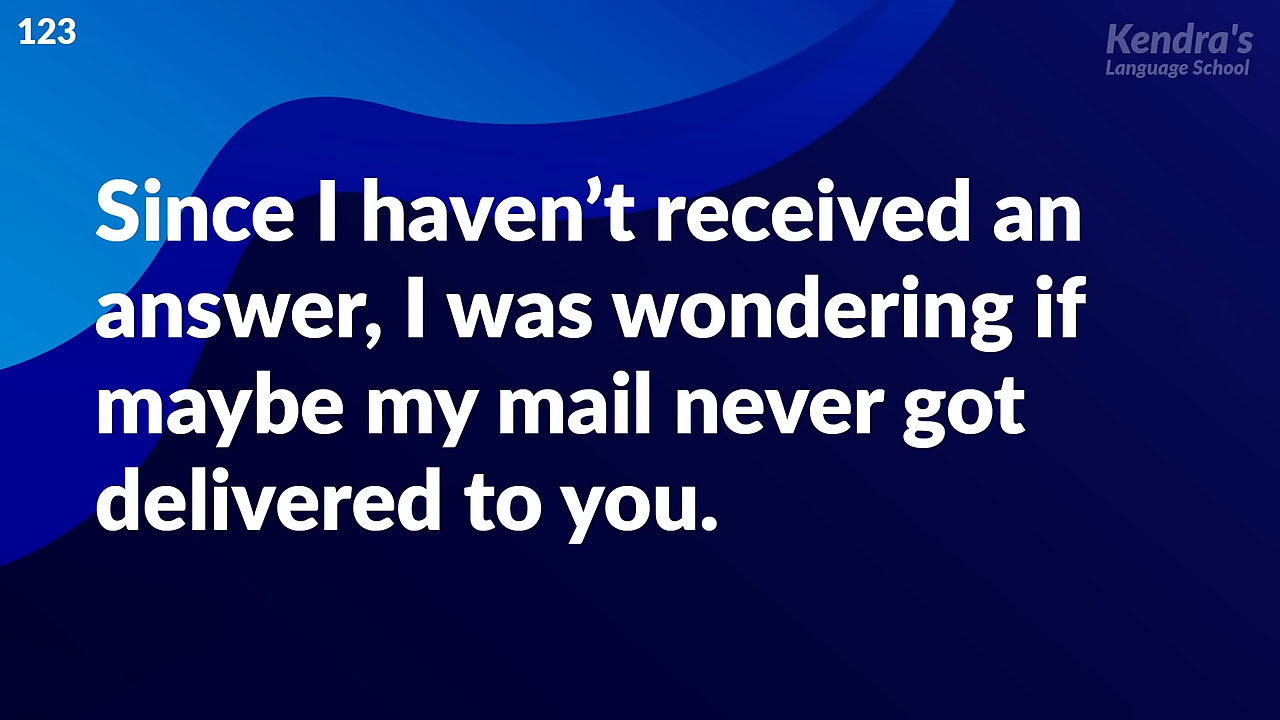 123
Kendra's
Language School
Since I haven’t received an
answer, I was wondering if
maybe my mail never got
delivered to you.